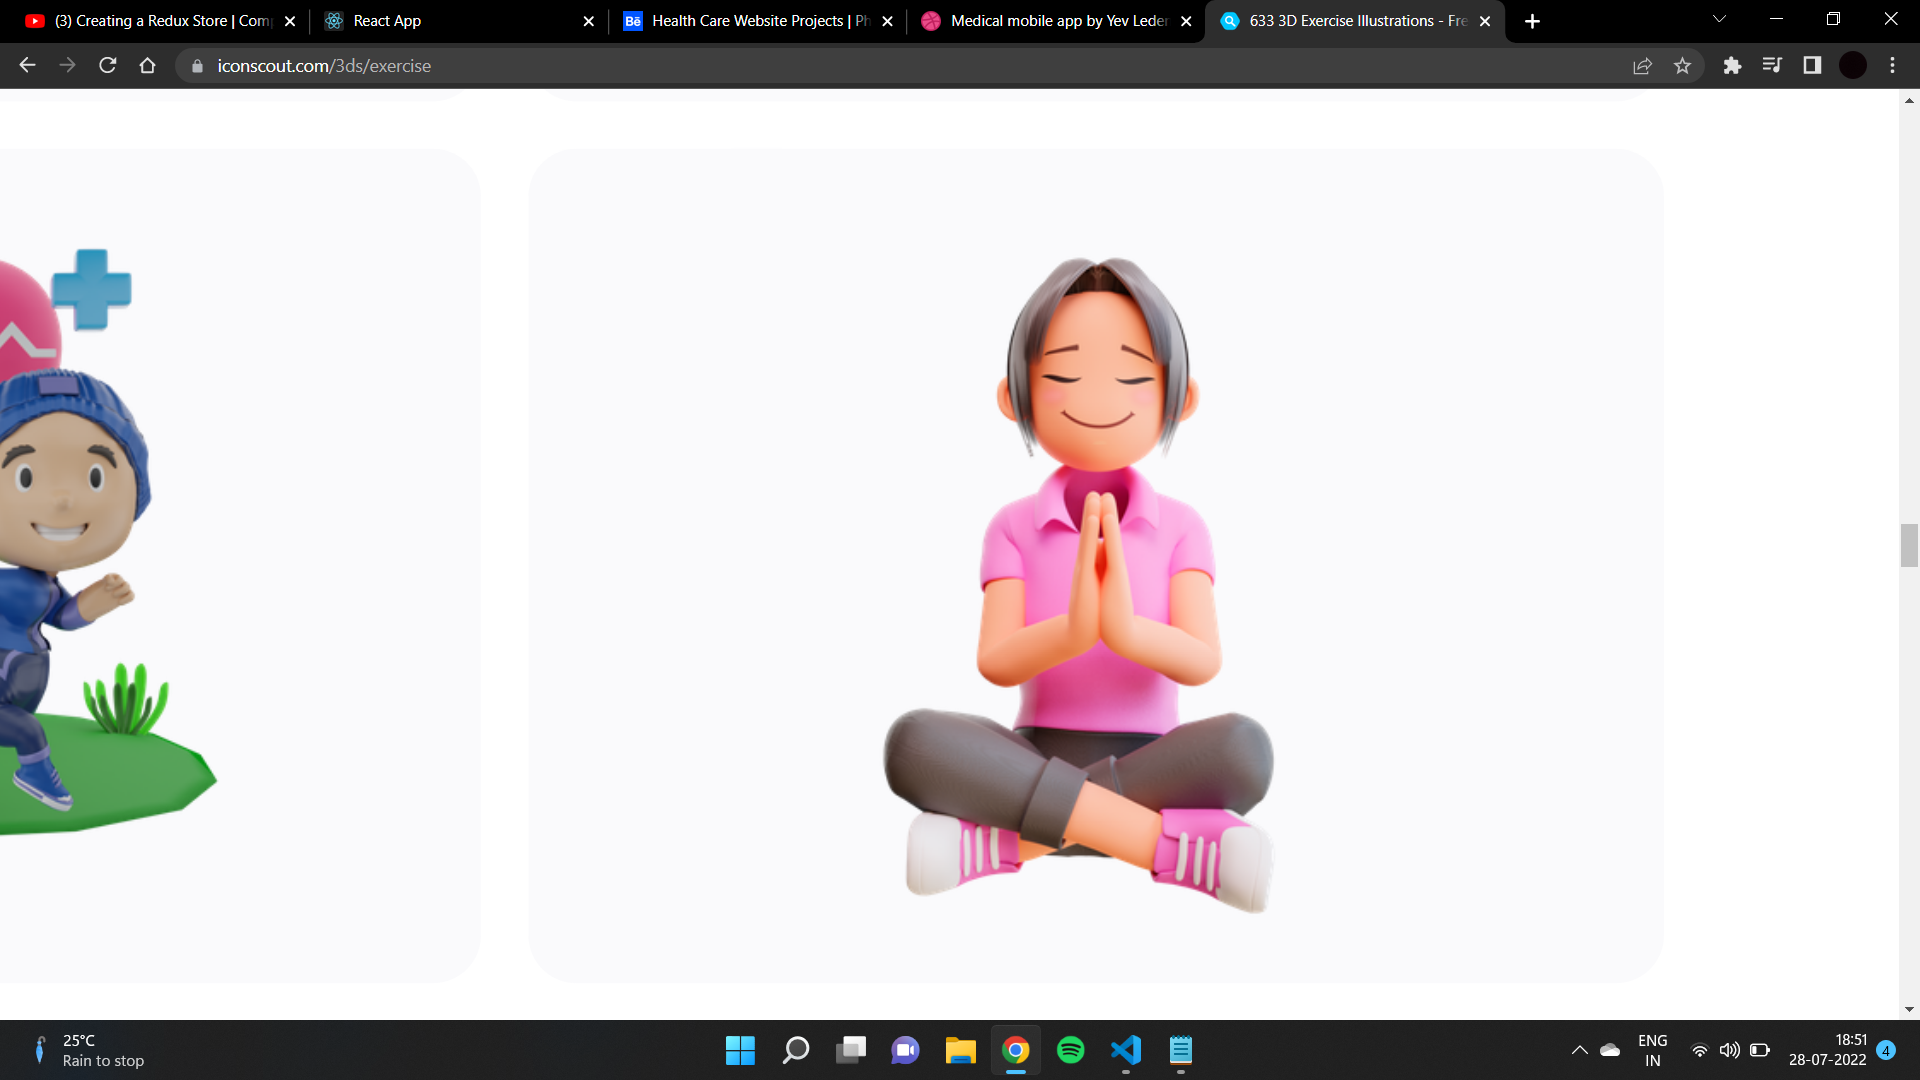 (3) Creating a Redux Store | Com
React App
Bē Health Care Website Projects | Ph
Medical mobile app by Yev Leder
633 3D Exercise Illustrations - Fre
iconscout.com/3ds/exercise
25°C
Rain to stop
ENG
IN
18:51
28-07-2022
4